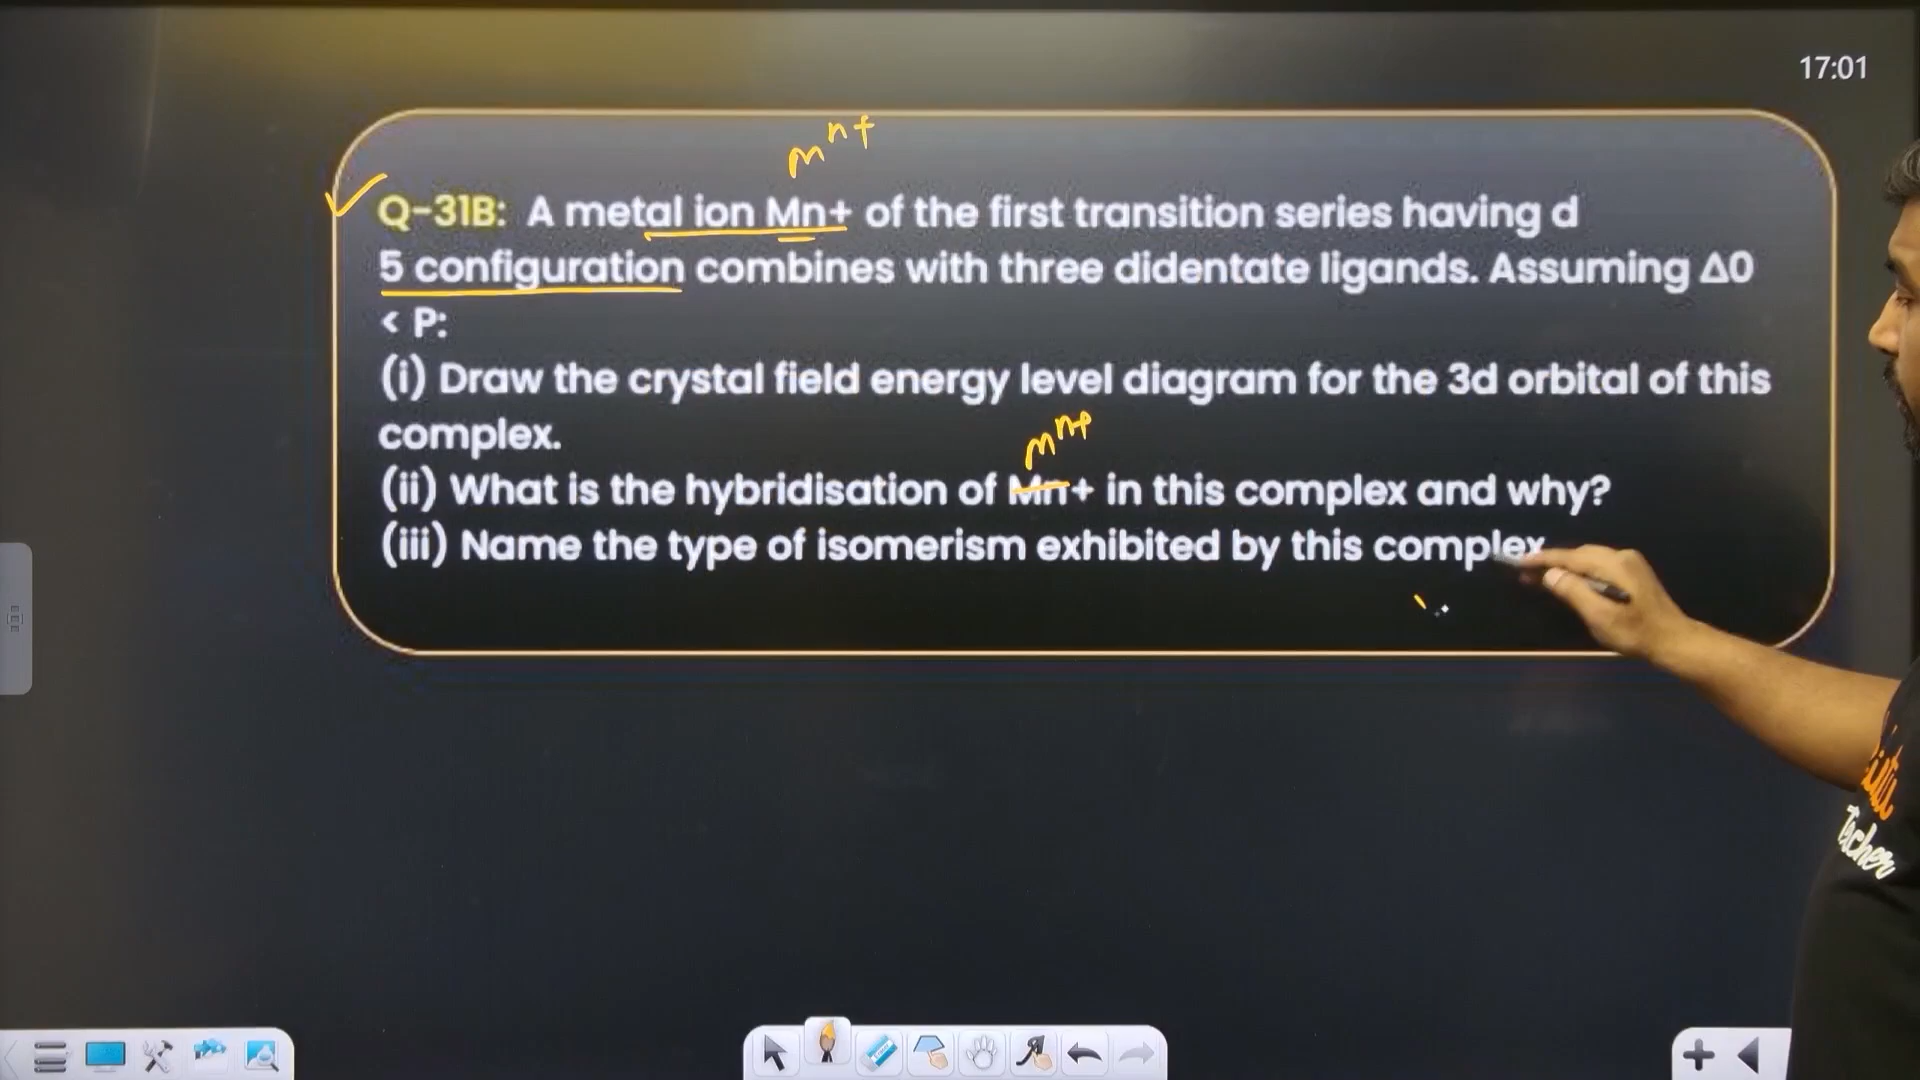 17:01
M^n+
Q-31B: A metal ion Mn+ of the first transition series having d
5 configuration combines with three didentate ligands. Assuming Δ0
< P:
(i) Draw the crystal field energy level diagram for the 3d orbital of this
complex.
M^n+
(ii) What is the hybridisation of Mn+ in this complex and why?
(iii) Name the type of isomerism exhibited by this complex
Techer